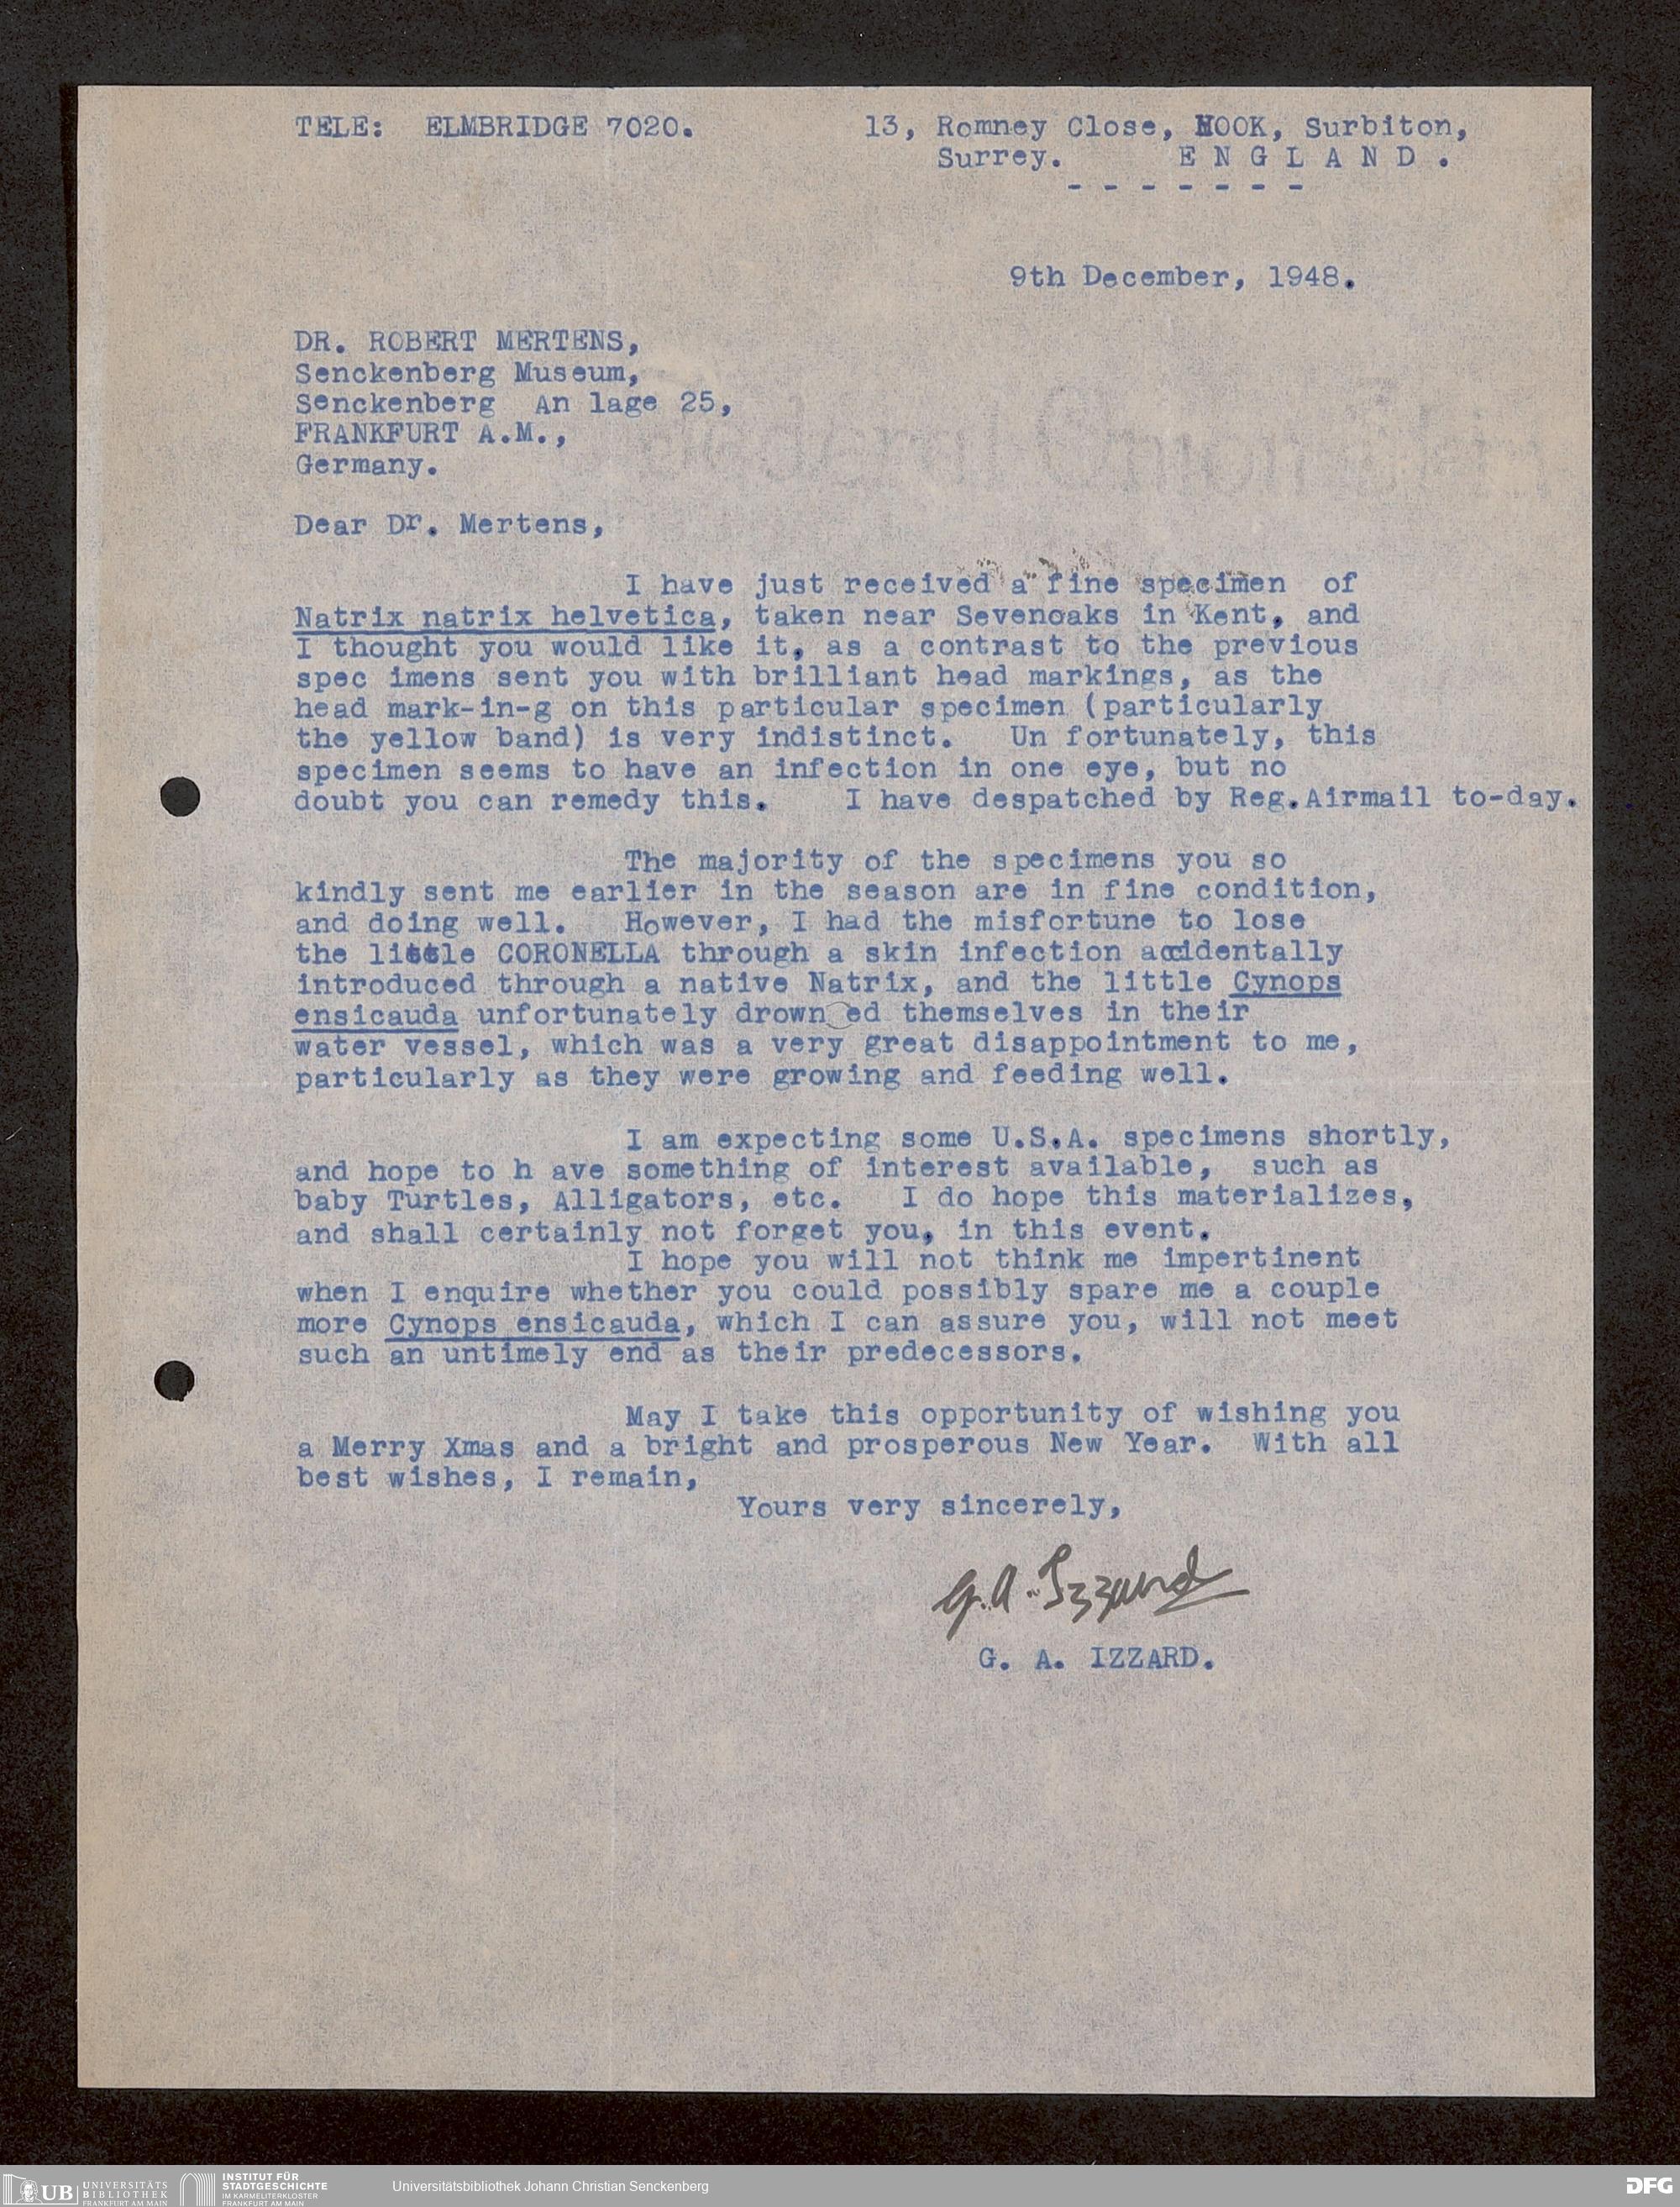 TELE: ELMBRIDGE 7020.
13, Romney Close, HOOK, Surbiton,
Surrey. E N G L A N D .
- - - - - - -
9th December, 1948.
DR. ROBERT MERTENS,
Senckenberg Museum,
Senckenberg An lage 25,
FRANKFURT A.M.,
Germany.
Dear Dr. Mertens,
I have just received a fine specimen of
Natrix natrix helvetica, taken near Sevenoaks in Kent, and
I thought you would like it, as a contrast to the previous
spec imens sent you with brilliant head markings, as the
head mark-in-g on this particular specimen (particularly
the yellow band) is very indistinct. Un fortunately, this
specimen seems to have an infection in one eye, but no
doubt you can remedy this. I have despatched by Reg.Airmail to-day.
The majority of the specimens you so
kindly sent me earlier in the season are in fine condition,
and doing well. However, I had the misfortune to lose
the little CORONELLA through a skin infection accidentally
introduced through a native Natrix, and the little Cynops
ensicauda unfortunately drown ed themselves in their
water vessel, which was a very great disappointment to me,
particularly as they were growing and feeding well.
I am expecting some U.S.A. specimens shortly,
and hope to h ave something of interest available, such as
baby Turtles, Alligators, etc. I do hope this materializes,
and shall certainly not forget you, in this event.
I hope you will not think me impertinent
when I enquire whether you could possibly spare me a couple
more Cynops ensicauda, which I can assure you, will not meet
such an untimely end as their predecessors.
May I take this opportunity of wishing you
a Merry Xmas and a bright and prosperous New Year. With all
best wishes, I remain,
Yours very sincerely,
G. A. Izzard
G. A. IZZARD.
UB UNIVERSITÄTS
BIBLIOTHEK
FRANKFURT AM MAIN
INSTITUT FÜR
STADTGESCHICHTE
IM KARMELITERKLOSTER
FRANKFURT AM MAIN
Universitätsbibliothek Johann Christian Senckenberg
DFG